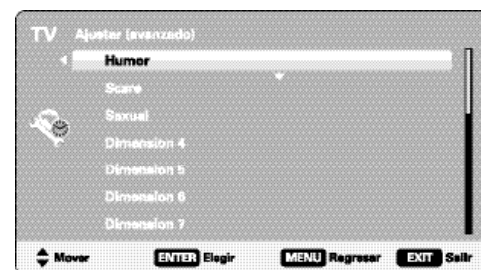 TV Ajustar (avanzado)
Humor
Scare
Sexual
Dimension 4
Dimension 5
Dimension 6
Dimension 7
Mover ENTER Elegir MENU Regresar EXIT Salir